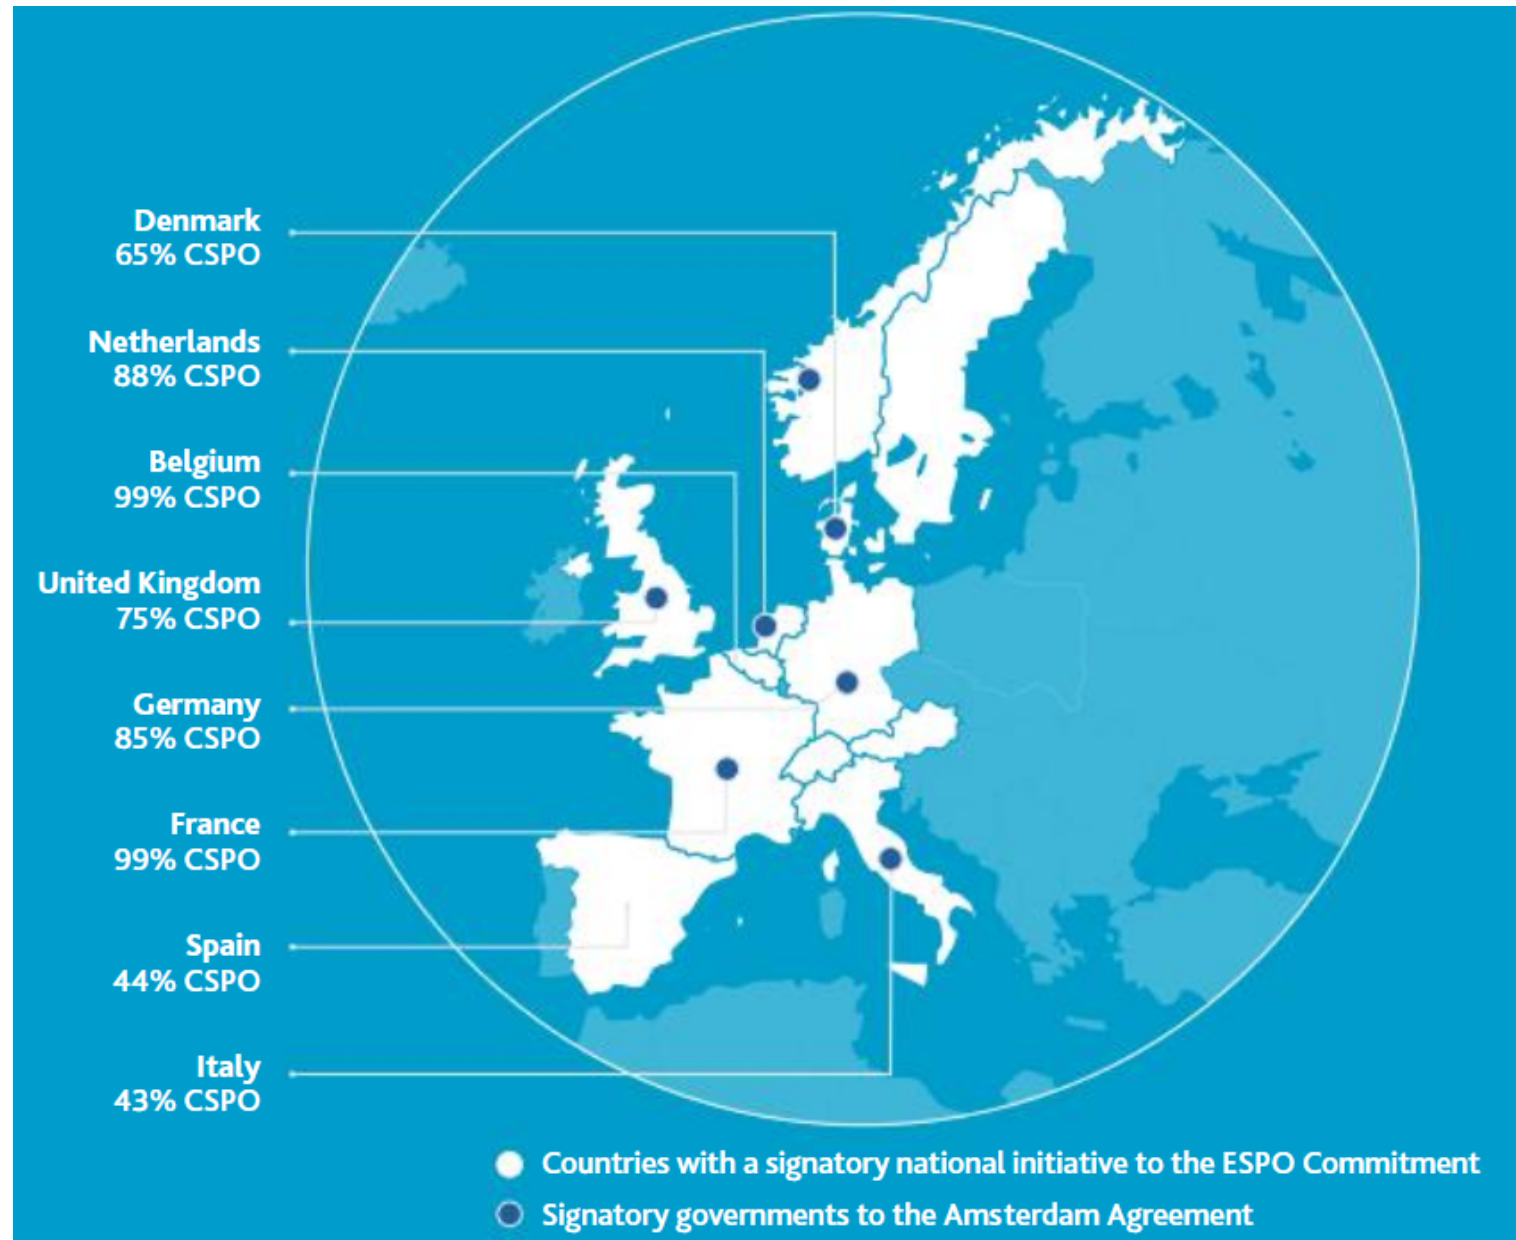 Denmark
65% CSPO
Netherlands
88% CSPO
Belgium
99% CSPO
United Kingdom
75% CSPO
Germany
85% CSPO
France
99% CSPO
Spain
44% CSPO
Italy
43% CSPO
Countries with a signatory national initiative to the ESPO Commitment
Signatory governments to the Amsterdam Agreement